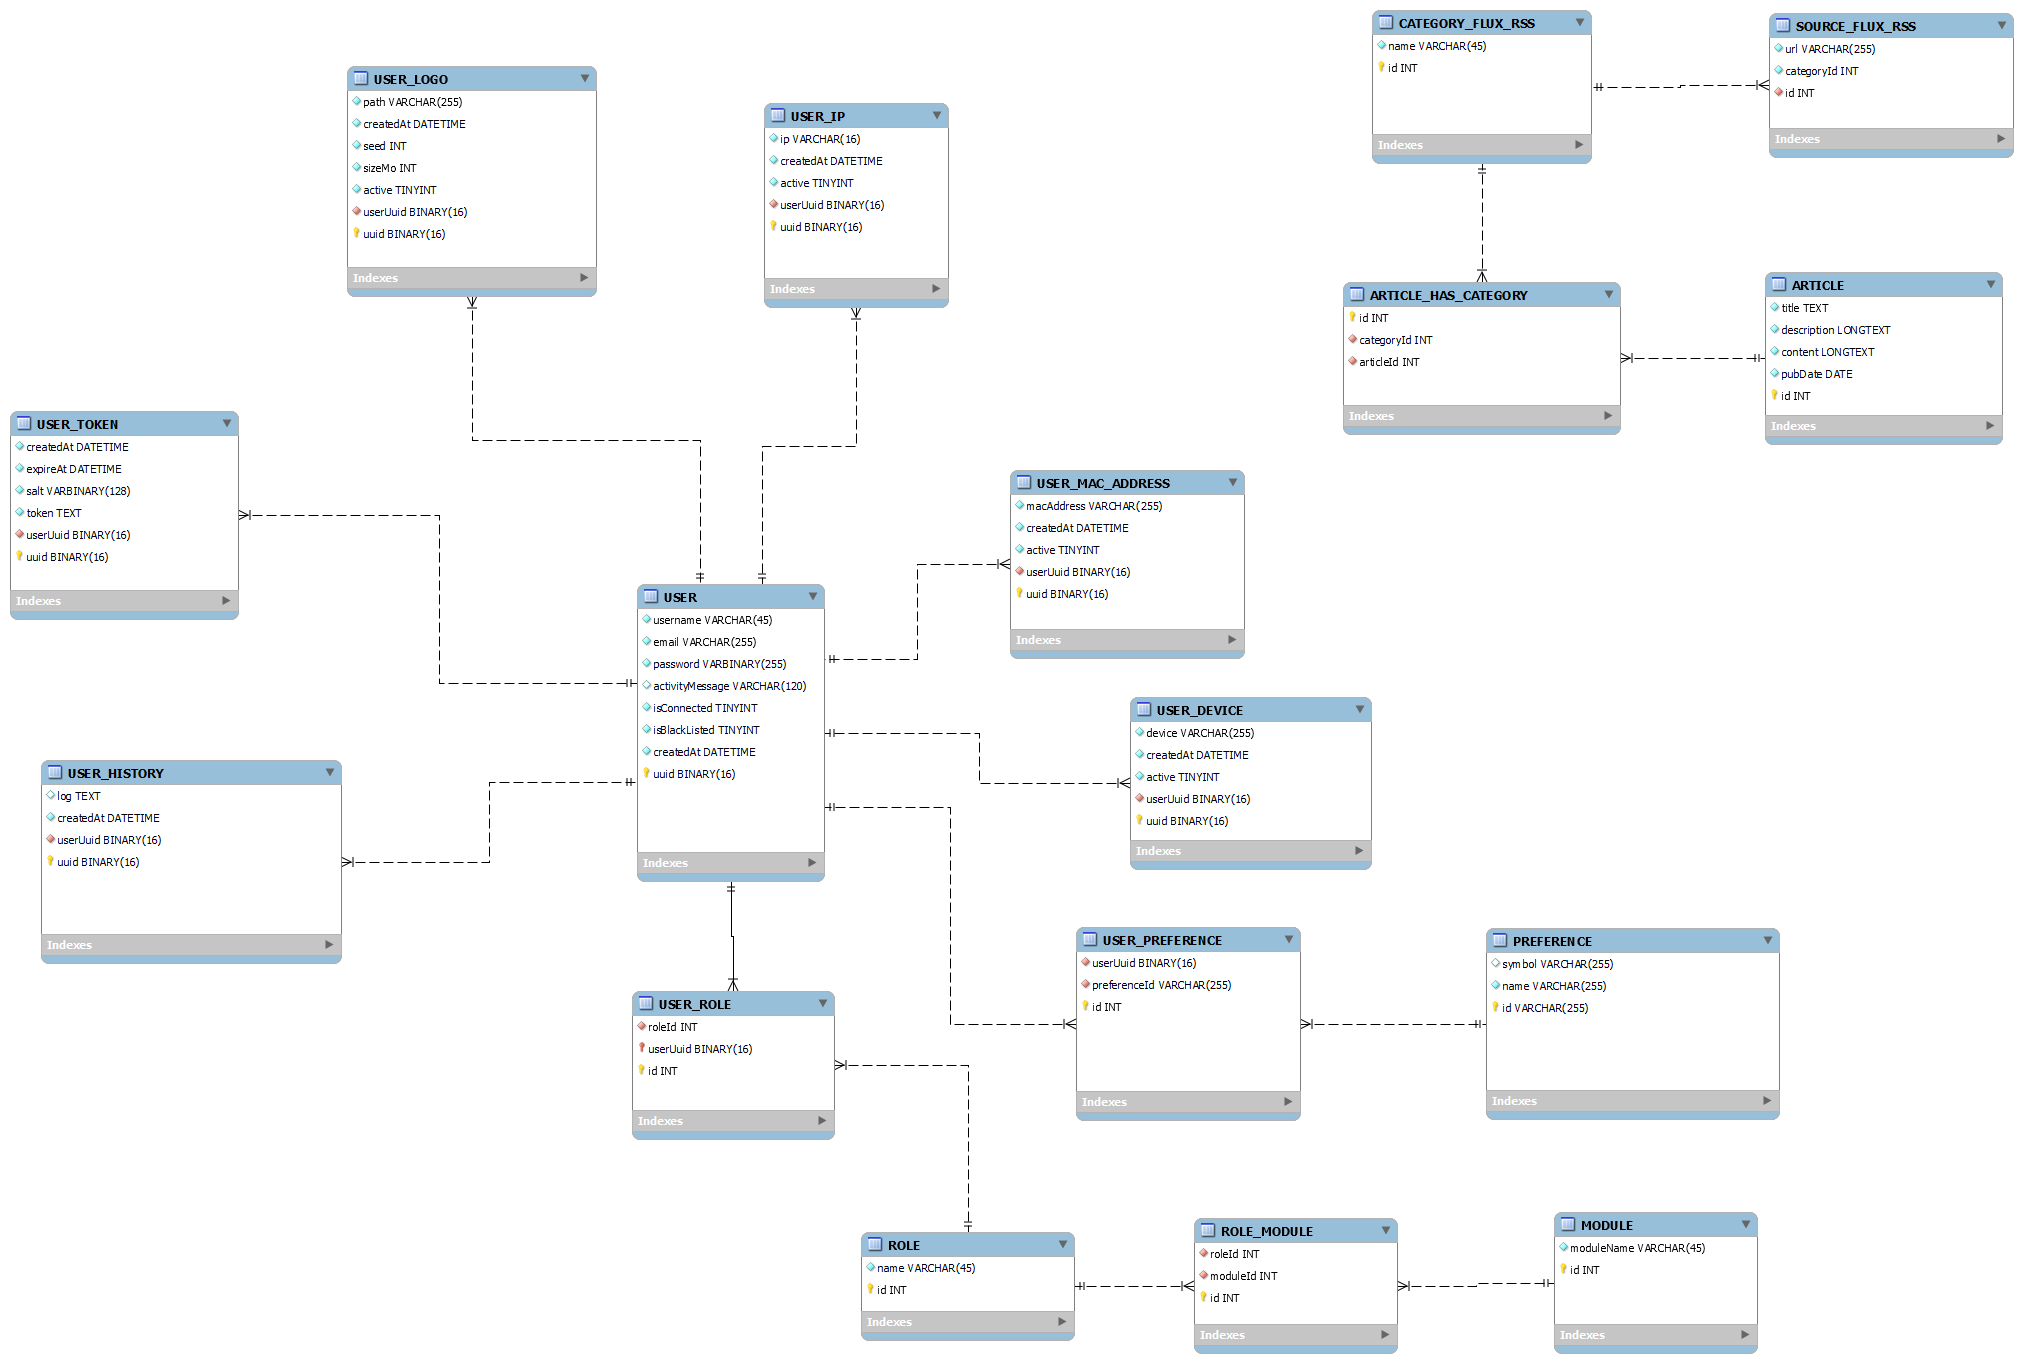 CATEGORY_FLUX_RSS
name VARCHAR(45)
id INT
Indexes
SOURCE_FLUX_RSS
url VARCHAR(255)
categoryId INT
id INT
Indexes
USER_LOGO
path VARCHAR(255)
createdAt DATETIME
seed INT
sizeMo INT
active TINYINT
userUuid BINARY(16)
uuid BINARY(16)
Indexes
USER_IP
ip VARCHAR(16)
createdAt DATETIME
active TINYINT
userUuid BINARY(16)
uuid BINARY(16)
Indexes
ARTICLE_HAS_CATEGORY
id INT
categoryId INT
articleId INT
Indexes
ARTICLE
title TEXT
description LONGTEXT
content LONGTEXT
pubDate DATE
id INT
Indexes
USER_TOKEN
createdAt DATETIME
expireAt DATETIME
salt VARBINARY(128)
token TEXT
userUuid BINARY(16)
uuid BINARY(16)
Indexes
USER_MAC_ADDRESS
macAddress VARCHAR(255)
createdAt DATETIME
active TINYINT
userUuid BINARY(16)
uuid BINARY(16)
Indexes
USER
username VARCHAR(45)
email VARCHAR(255)
password VARBINARY(255)
activityMessage VARCHAR(120)
isConnected TINYINT
isBlackListed TINYINT
createdAt DATETIME
uuid BINARY(16)
Indexes
USER_DEVICE
device VARCHAR(255)
createdAt DATETIME
active TINYINT
userUuid BINARY(16)
uuid BINARY(16)
Indexes
USER_HISTORY
log TEXT
createdAt DATETIME
userUuid BINARY(16)
uuid BINARY(16)
Indexes
USER_PREFERENCE
userUuid BINARY(16)
preferenceId VARCHAR(255)
id INT
Indexes
PREFERENCE
symbol VARCHAR(255)
name VARCHAR(255)
id VARCHAR(255)
Indexes
USER_ROLE
roleId INT
userUuid BINARY(16)
id INT
Indexes
ROLE
name VARCHAR(45)
id INT
Indexes
ROLE_MODULE
roleId INT
moduleId INT
id INT
Indexes
MODULE
moduleName VARCHAR(45)
id INT
Indexes